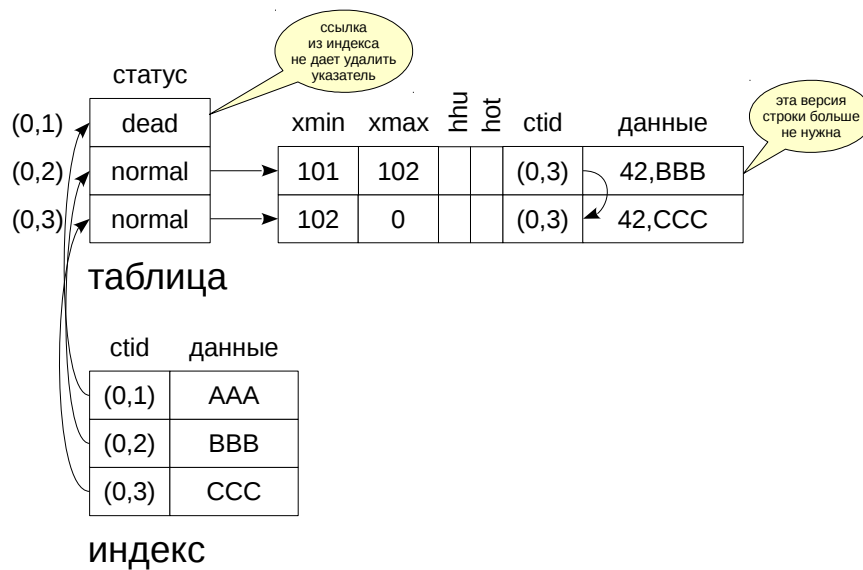 ссылка
из индекса
не дает удалить
указатель
статус
(0,1) dead
xmin xmax hhu hot ctid данные
эта версия
строки больше
не нужна
(0,2) normal 101 102 (0,3) 42,BBB
(0,3) normal 102 0 (0,3) 42,CCC
таблица
ctid данные
(0,1) AAA
(0,2) BBB
(0,3) CCC
индекс